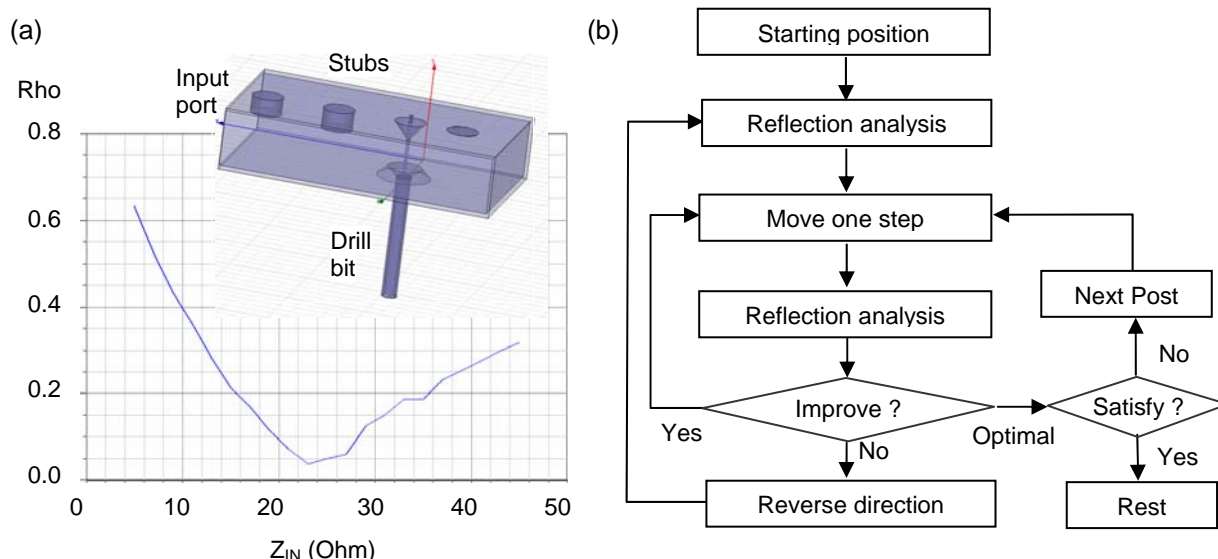 (a)
Rho
0.8
0.6
0.4
0.2
0.0
0
10
20
30
40
50
Z_IN (Ohm)
Stubs
Input
port
Drill
bit
(b)
Starting position
Reflection analysis
Move one step
Reflection analysis
Next Post
No
Improve ?
Satisfy ?
Yes
Optimal
No
Yes
Reverse direction
Rest